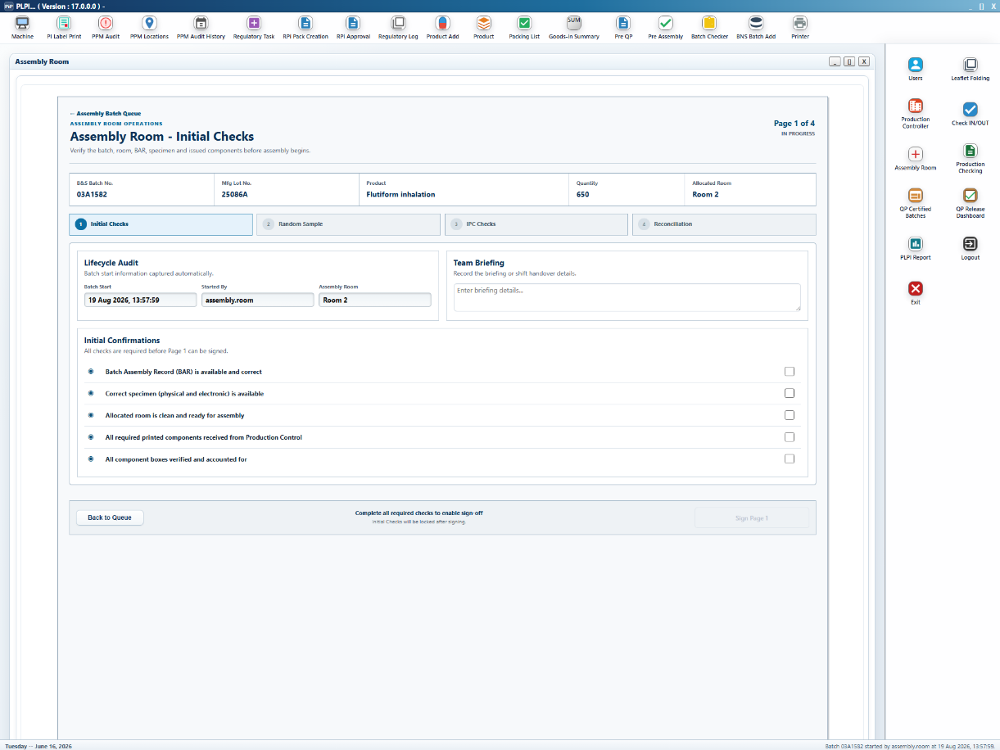 PiP PLPI... ( Version : 17.0.0.0 ) -
_ [] X
Machine
PI Label Print
PPM Audit
PPM Locations
PPM Audit History
Regulatory Task
RPI Pack Creation
RPI Approval
Regulatory Log
Product Add
Product
Packing List
SUM
Goods-in Summary
Pre QP
Pre Assembly
Batch Checker
BNS Batch Add
Printer
Assembly Room
_ [] X
← Assembly Batch Queue
ASSEMBLY ROOM OPERATIONS
Assembly Room - Initial Checks
Verify the batch, room, BAR, specimen and issued components before assembly begins.
Page 1 of 4
IN PROGRESS
B&S Batch No.
03A1582
Mfg Lot No.
25086A
Product
Flutiform inhalation
Quantity
650
Allocated Room
Room 2
1 Initial Checks
2 Random Sample
3 IPC Checks
4 Reconciliation
Lifecycle Audit
Batch start information captured automatically.
Batch Start
19 Aug 2026, 13:57:59
Started By
assembly.room
Assembly Room
Room 2
Team Briefing
Record the briefing or shift handover details.
Enter briefing details...
Initial Confirmations
All checks are required before Page 1 can be signed.
Batch Assembly Record (BAR) is available and correct
Correct specimen (physical and electronic) is available
Allocated room is clean and ready for assembly
All required printed components received from Production Control
All component boxes verified and accounted for
Back to Queue
Complete all required checks to enable sign-off
Initial Checks will be locked after signing.
Sign Page 1
Users
Leaflet Folding
Production
Controller
Check IN/OUT
Assembly Room
Production
Checking
QP Certified
Batches
QP Release
Dashboard
PLPI Report
Logout
Exit
Tuesday -- June 16, 2026
Batch 03A1582 started by assembly.room at 19 Aug 2026, 13:57:59.